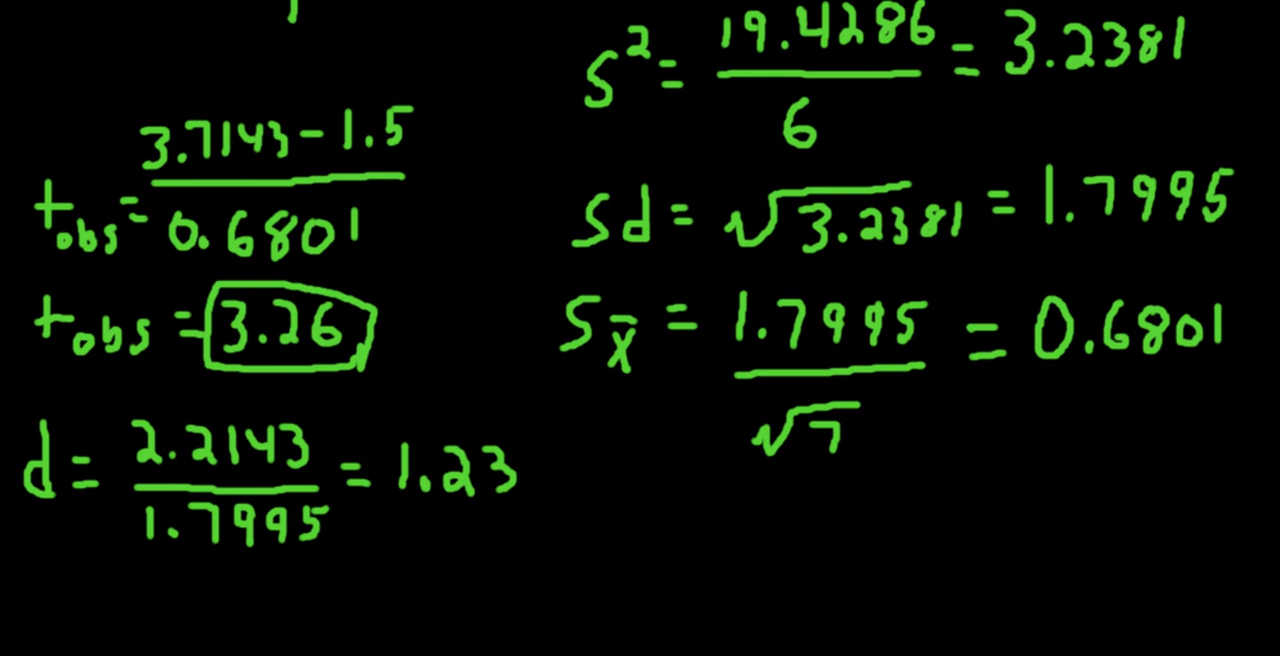 s² = 19.4286 / 6 = 3.2381
t_obs = (3.7143 - 1.5) / 0.6801
sd = √3.2381 = 1.7995
t_obs = 3.26
s_x̄ = 1.7995 / √7 = 0.6801
d = 2.2143 / 1.7995 = 1.23